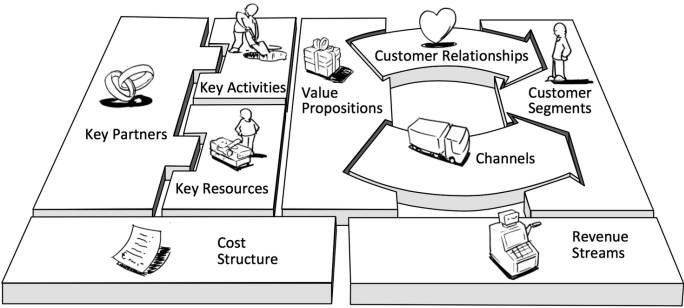 Key Partners
Key Activities
Key Resources
Value
Propositions
Customer Relationships
Channels
Customer
Segments
Cost
Structure
Revenue
Streams